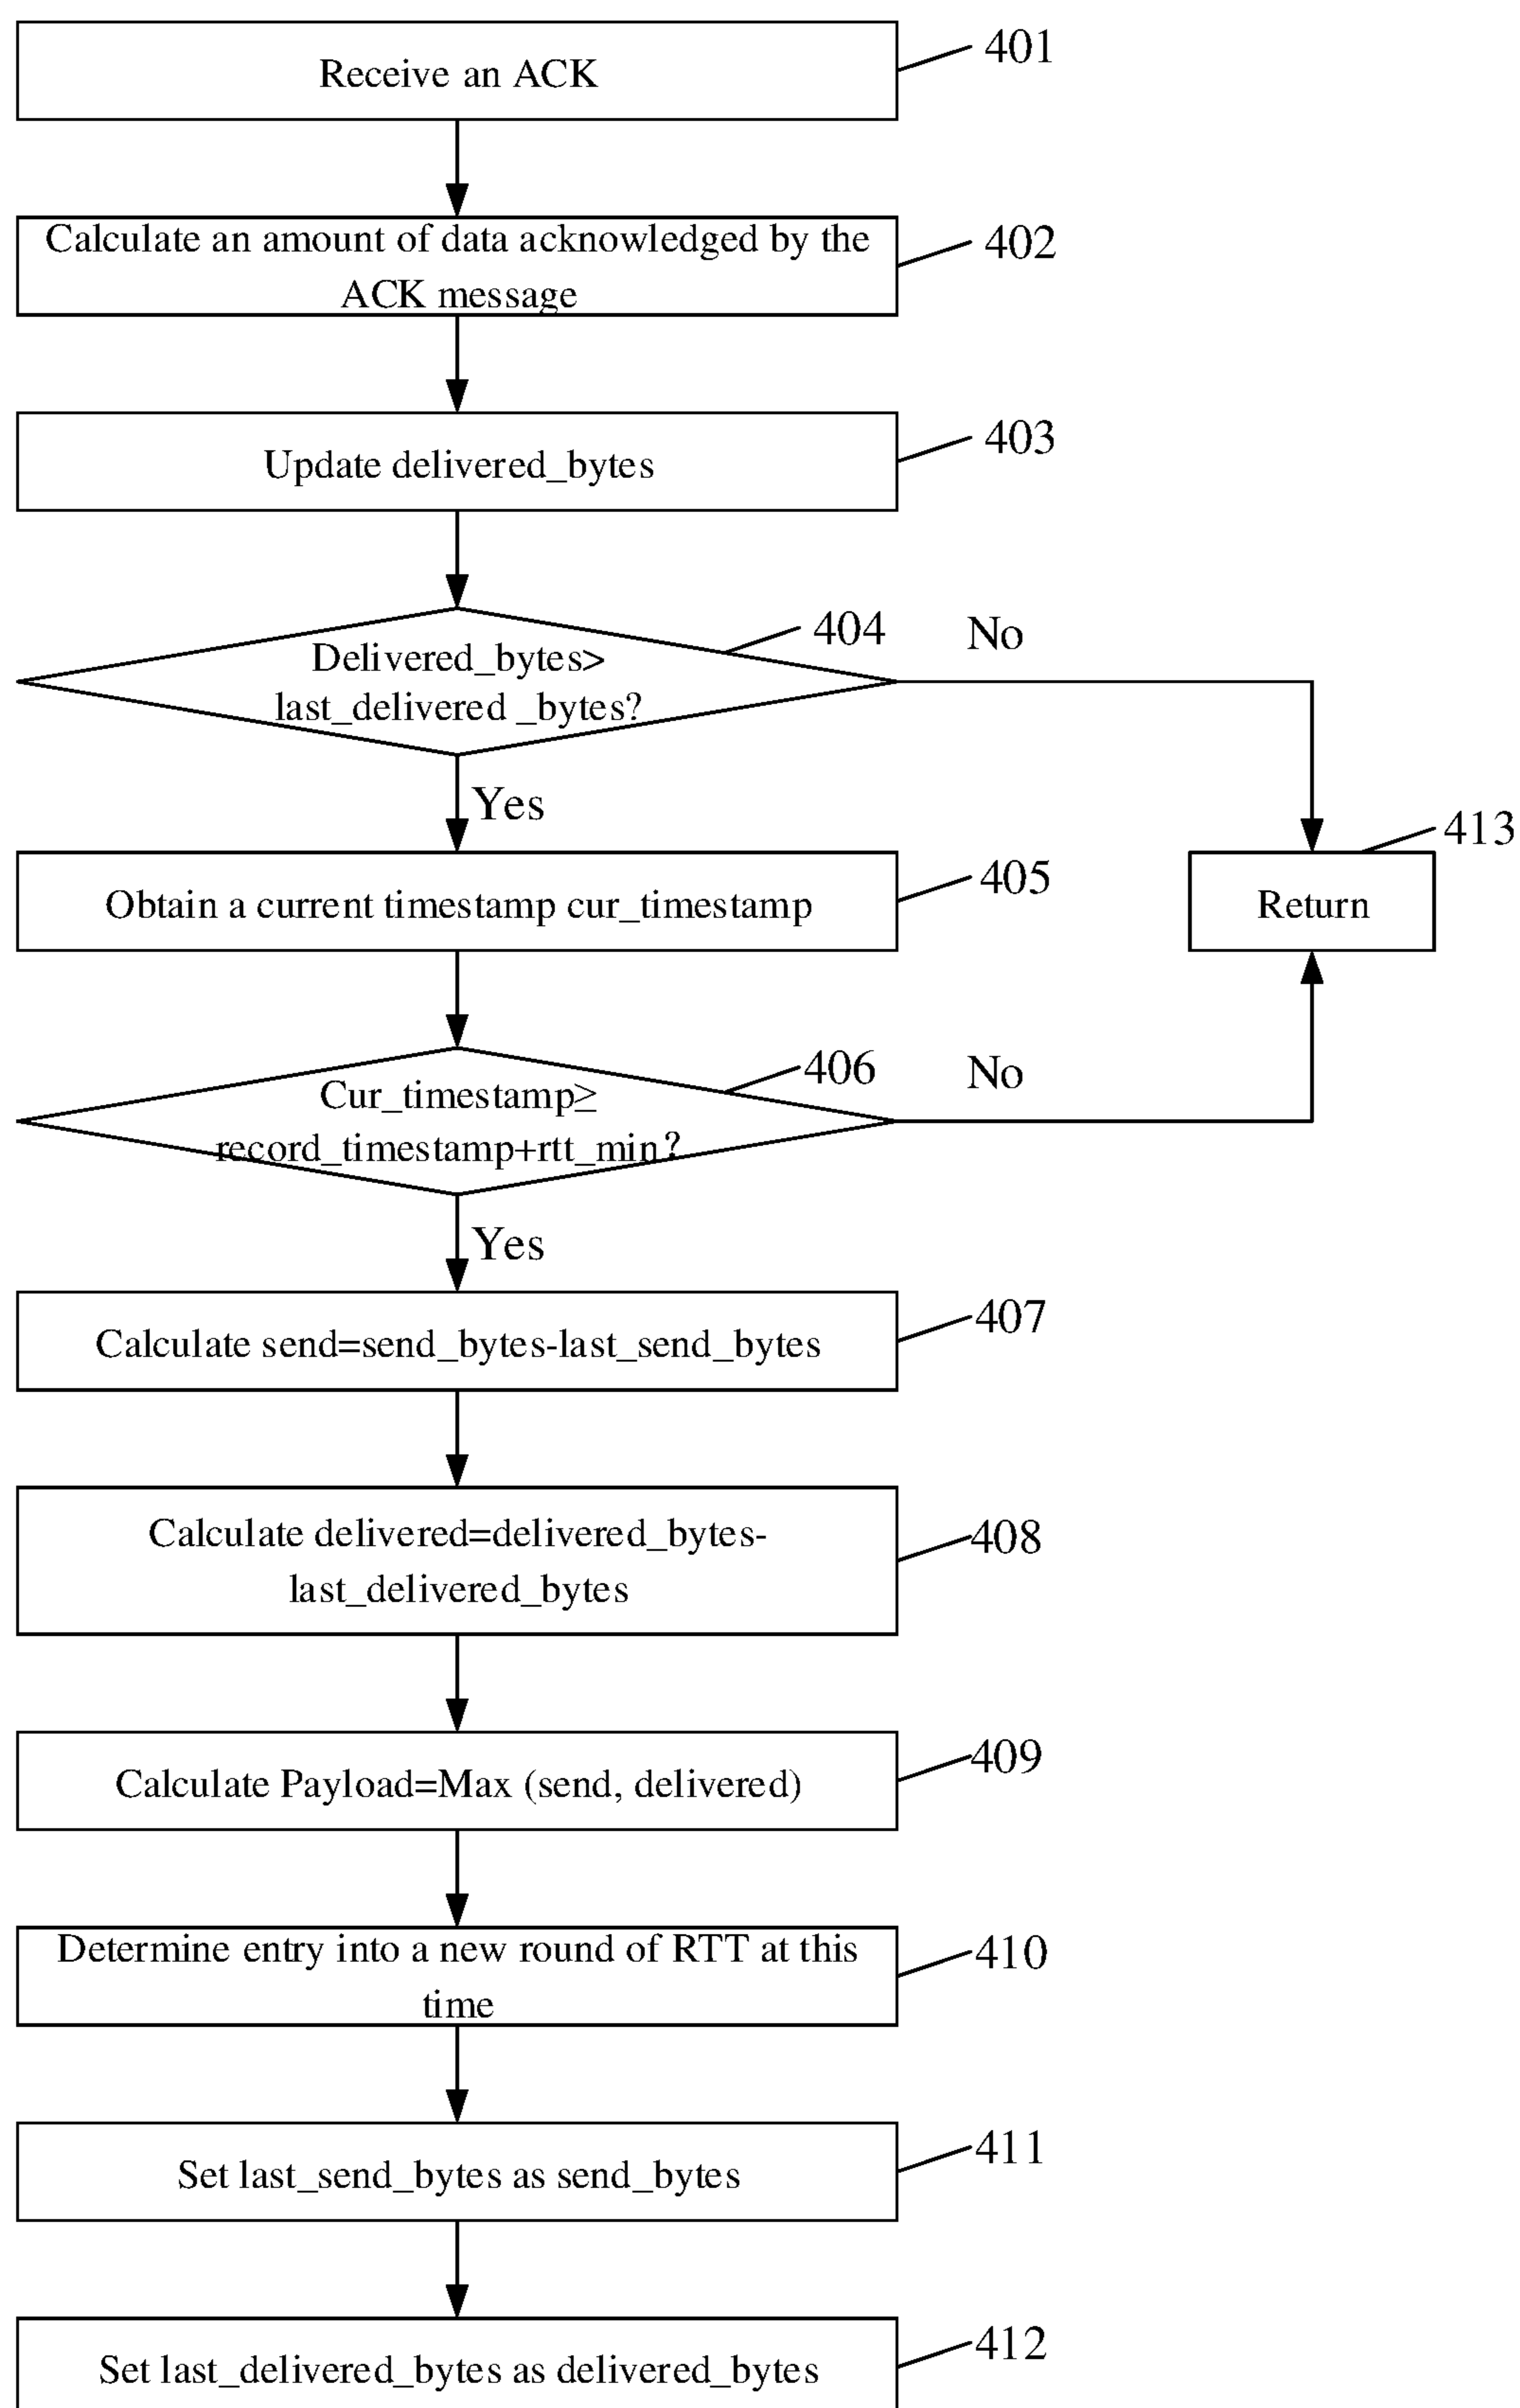 Receive an ACK
401
Calculate an amount of data acknowledged by the
ACK message
402
Update delivered_bytes
403
Delivered_bytes>
last_delivered _bytes?
404
No
Yes
Obtain a current timestamp cur_timestamp
405
Return
413
Cur_timestamp≥
record_timestamp+rtt_min?
406
No
Yes
Calculate send=send_bytes-last_send_bytes
407
Calculate delivered=delivered_bytes-
last_delivered_bytes
408
Calculate Payload=Max (send, delivered)
409
Determine entry into a new round of RTT at this
time
410
Set last_send_bytes as send_bytes
411
Set last_delivered_bytes as delivered_bytes
412